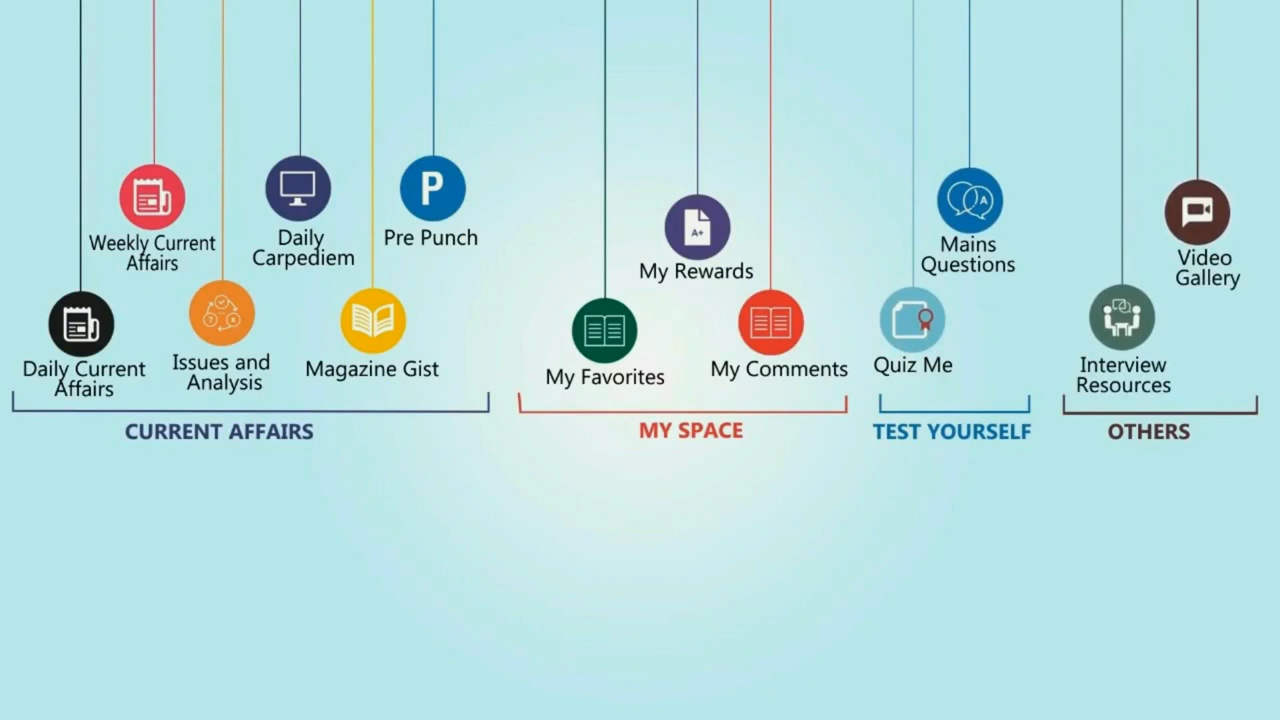 Weekly Current
Affairs
Daily
Carpediem
P
Pre Punch
Daily Current
Affairs
Issues and
Analysis
Magazine Gist
CURRENT AFFAIRS
A+
My Rewards
My Favorites
My Comments
MY SPACE
A
Mains
Questions
Quiz Me
TEST YOURSELF
Video
Gallery
Interview
Resources
OTHERS